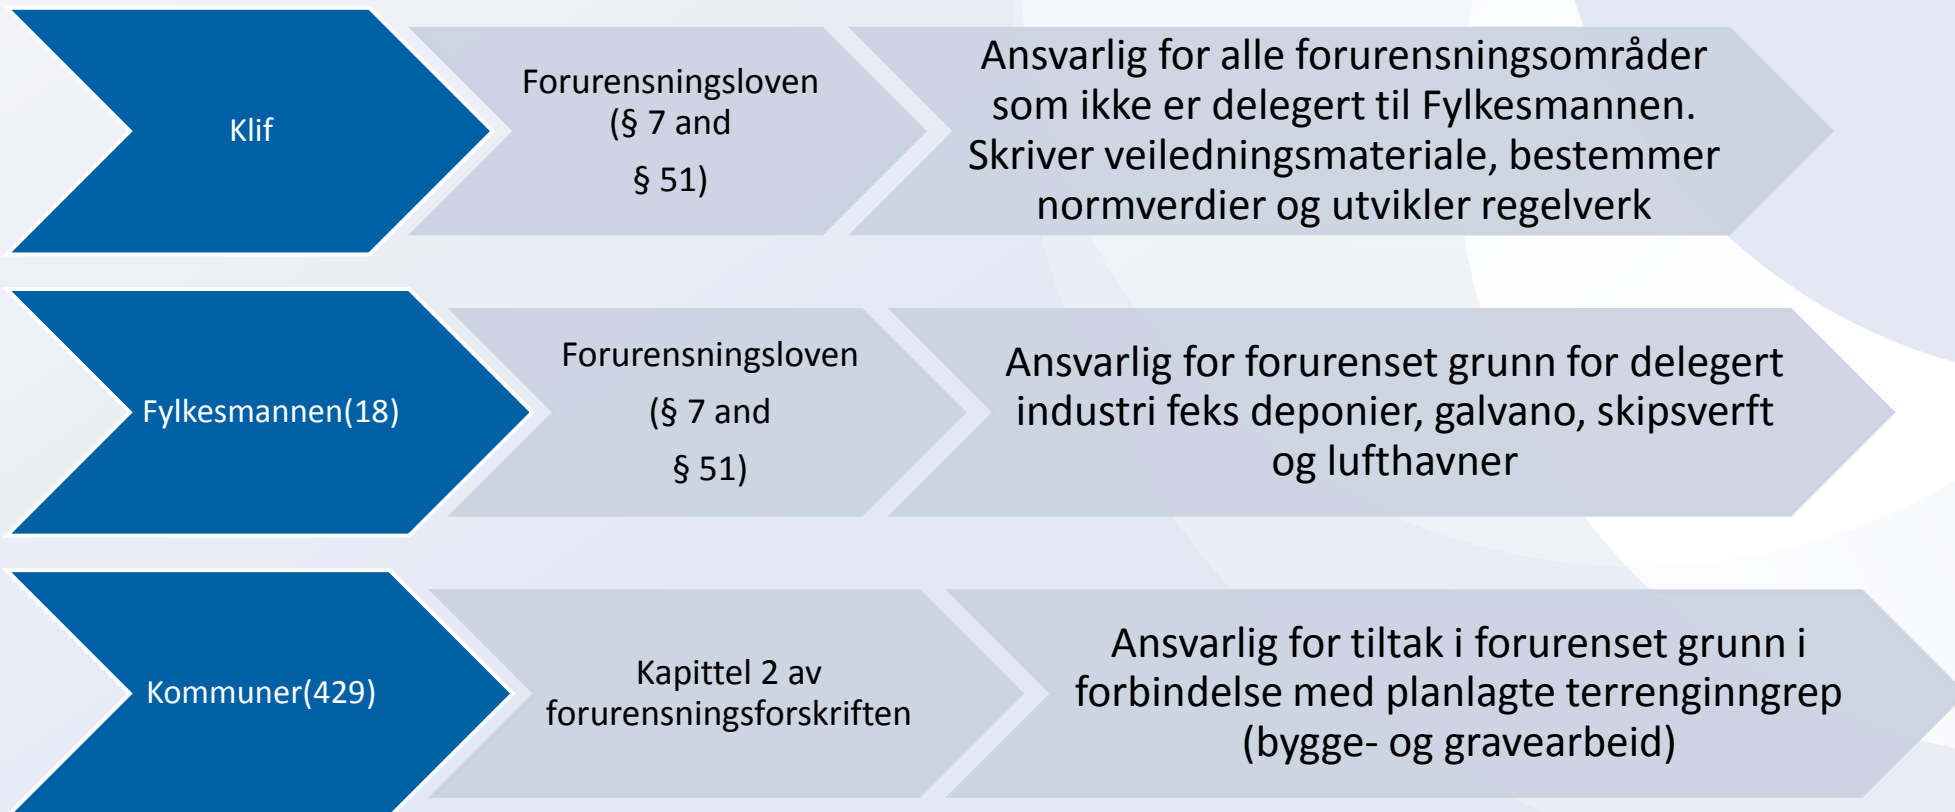 Klif
Forurensningsloven
(§ 7 and
§ 51)
Ansvarlig for alle forurensningsområder
som ikke er delegert til Fylkesmannen.
Skriver veiledningsmateriale, bestemmer
normverdier og utvikler regelverk
Fylkesmannen(18)
Forurensningsloven
(§ 7 and
§ 51)
Ansvarlig for forurenset grunn for delegert
industri feks deponier, galvano, skipsverft
og lufthavner
Kommuner(429)
Kapittel 2 av
forurensningsforskriften
Ansvarlig for tiltak i forurenset grunn i
forbindelse med planlagte terrenginngrep
(bygge- og gravearbeid)